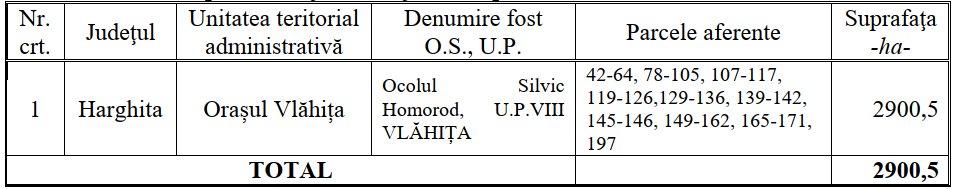 Nr. crt. | Judeţul | Unitatea teritorial administrativă | Denumire fost O.S., U.P. | Parcele aferente | Suprafaţa -ha-
1 | Harghita | Orașul Vlăhița | Ocolul Silvic Homorod, U.P.VIII VLĂHIȚA | 42-64, 78-105, 107-117, 119-126,129-136, 139-142, 145-146, 149-162, 165-171, 197 | 2900,5
TOTAL | 2900,5